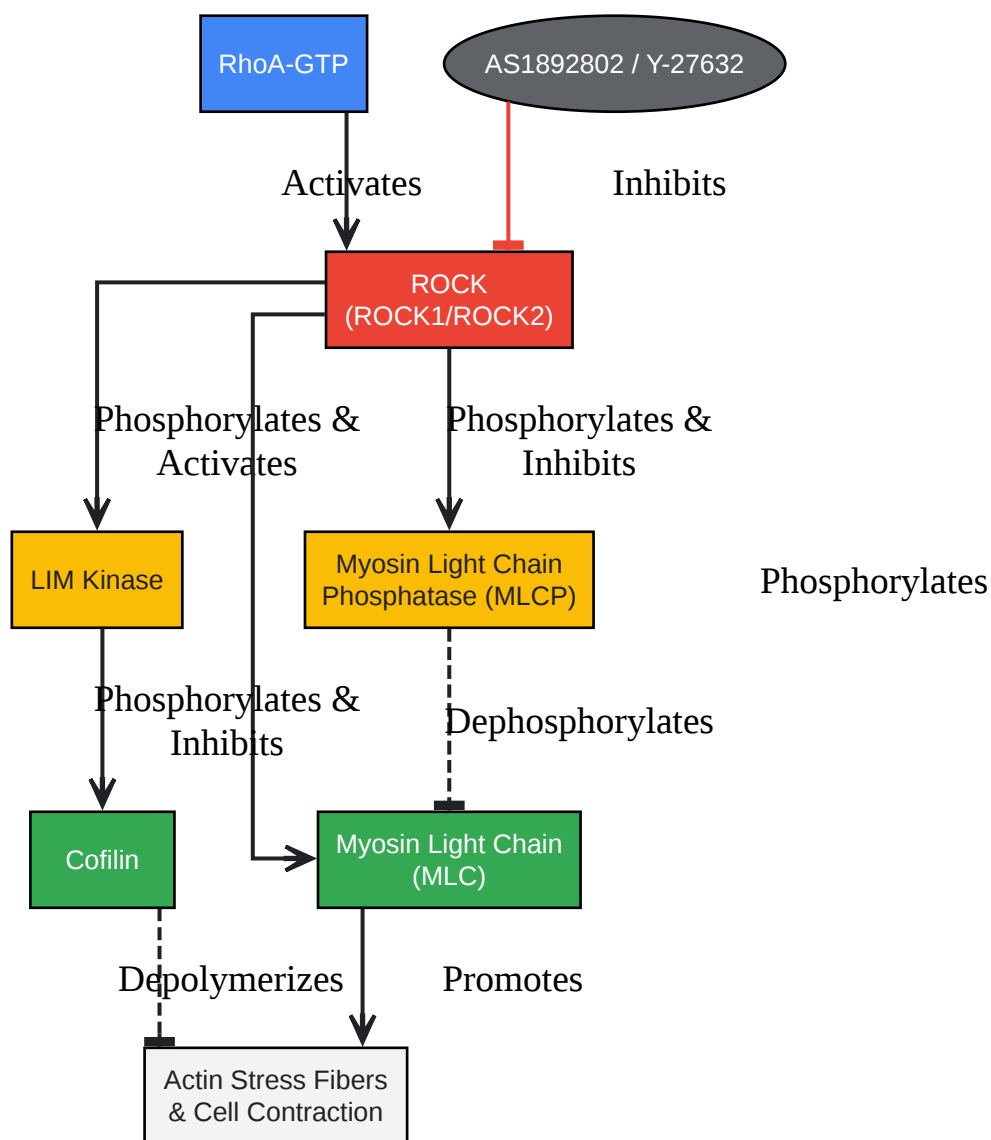 RhoA-GTP
AS1892802 / Y-27632
Activates
Inhibits
ROCK
(ROCK1/ROCK2)
Phosphorylates &
Activates
Phosphorylates &
Inhibits
LIM Kinase
Myosin Light Chain
Phosphatase (MLCP)
Phosphorylates
Phosphorylates &
Inhibits
Dephosphorylates
Cofilin
Myosin Light Chain
(MLC)
Depolymerizes
Promotes
Actin Stress Fibers
& Cell Contraction